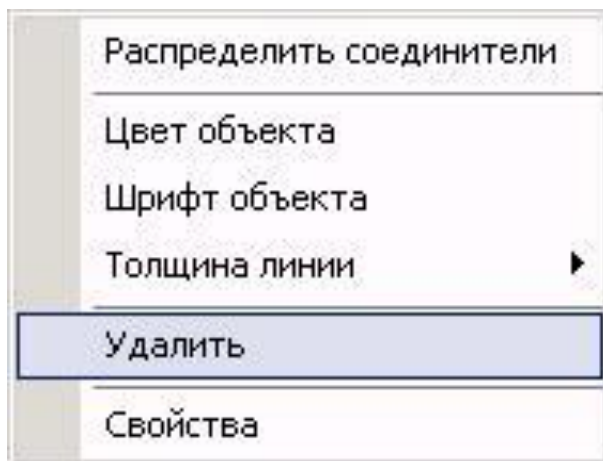 Распределить соединители
Цвет объекта
Шрифт объекта
Толщина линии
Удалить
Свойства